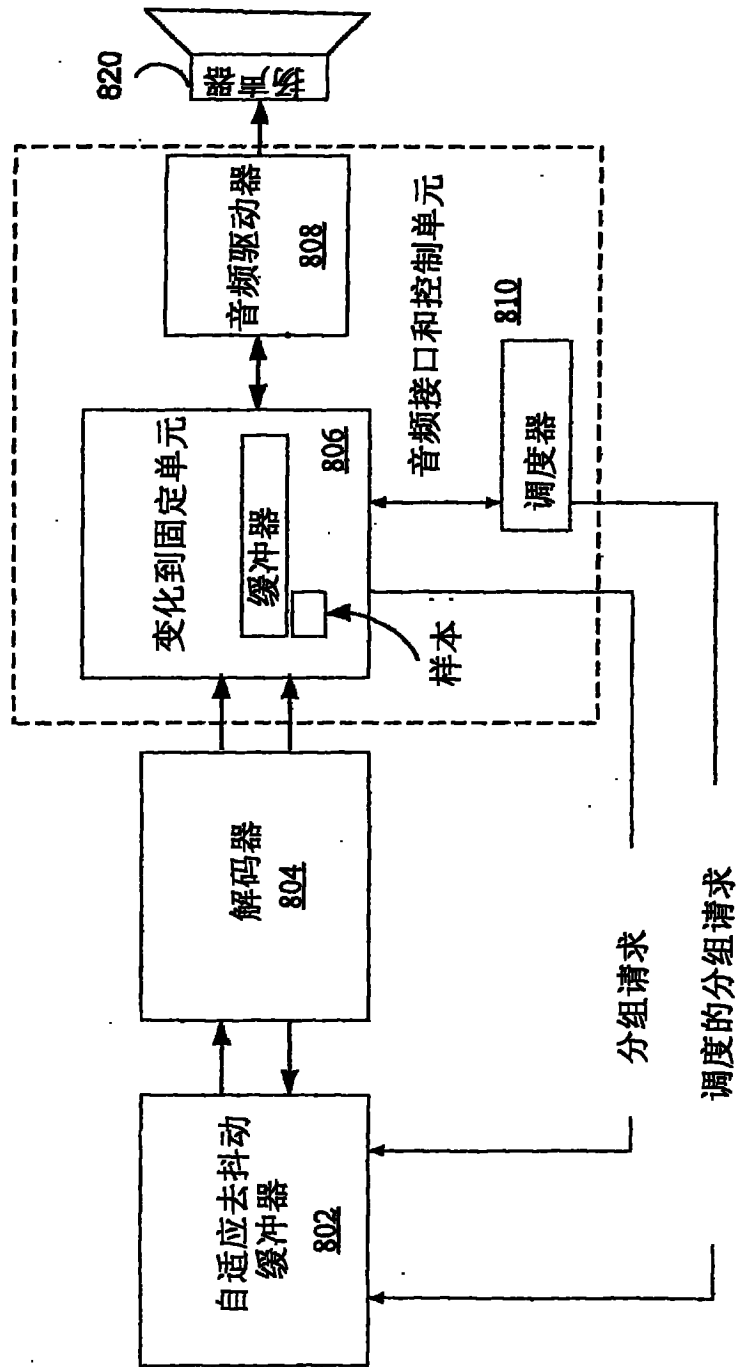 自适应去抖动
缓冲器
802
解码器
804
变化到固定单元
缓冲器
806
样本
音频驱动器
808
扬声器
820
音频接口和控制单元
810
调度器
分组请求
调度的分组请求